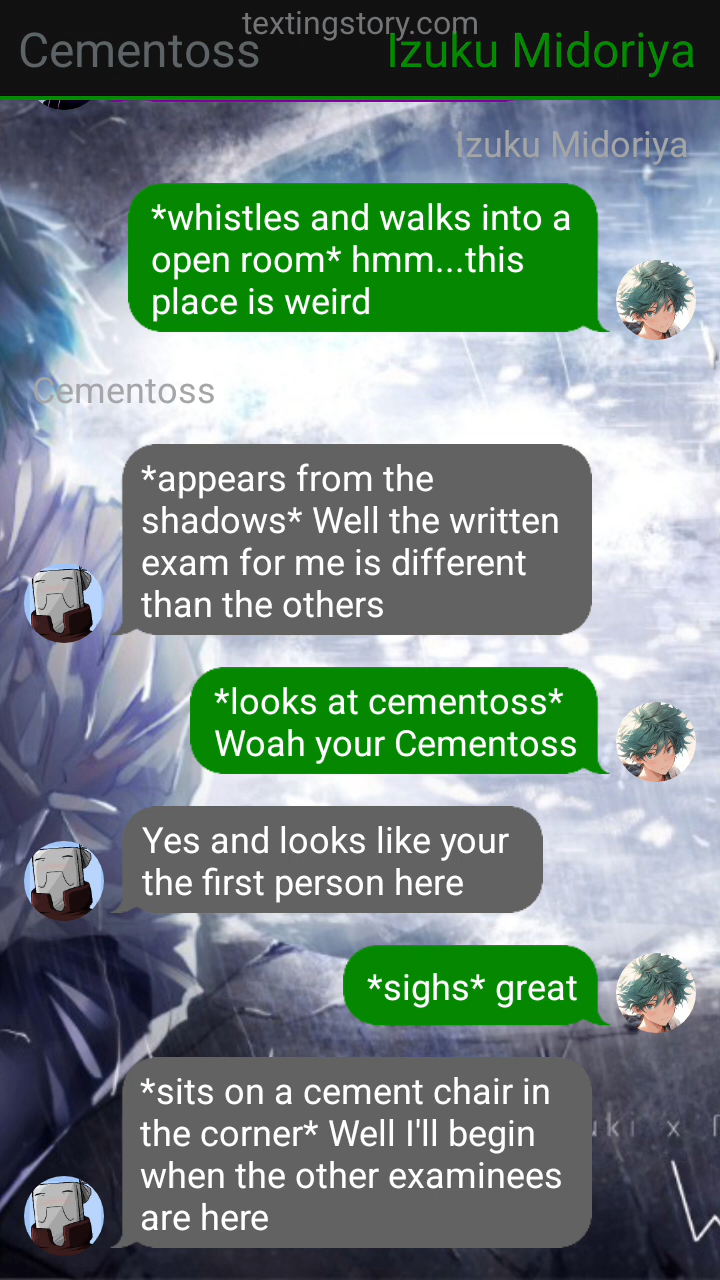 textingstory.com
Cementoss
Izuku Midoriya
Izuku Midoriya
*whistles and walks into a
open room* hmm...this
place is weird
Cementoss
*appears from the
shadows* Well the written
exam for me is different
than the others
*looks at cementoss*
Woah your Cementoss
Yes and looks like your
the first person here
*sighs* great
*sits on a cement chair in
the corner* Well I'll begin
when the other examinees
are here